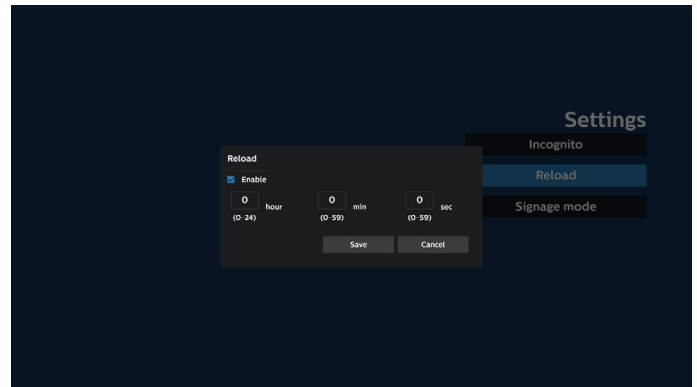 Settings
Incognito
Reload
Signage mode
Reload
Enable
0 hour 0 min 0 sec
(0-24) (0-59) (0-59)
Save Cancel